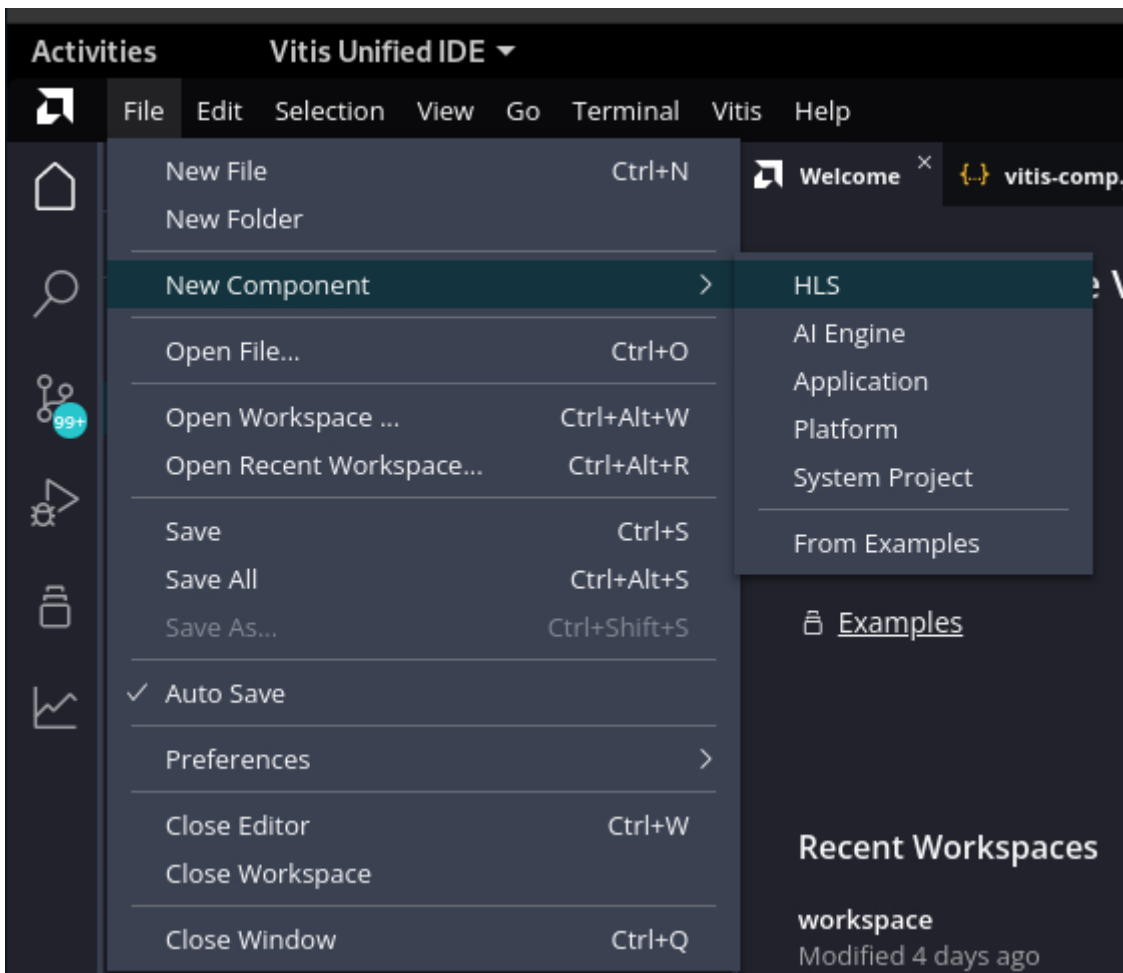 Activities Vitis Unified IDE
File Edit Selection View Go Terminal Vitis Help
Welcome vitis-comp.
New File Ctrl+N
New Folder
New Component
Open File... Ctrl+O
Open Workspace ... Ctrl+Alt+W
Open Recent Workspace... Ctrl+Alt+R
Save Ctrl+S
Save All Ctrl+Alt+S
Save As... Ctrl+Shift+S
Auto Save
Preferences
Close Editor Ctrl+W
Close Workspace
Close Window Ctrl+Q
HLS
AI Engine
Application
Platform
System Project
From Examples
Examples
Recent Workspaces
workspace
Modified 4 days ago
99+